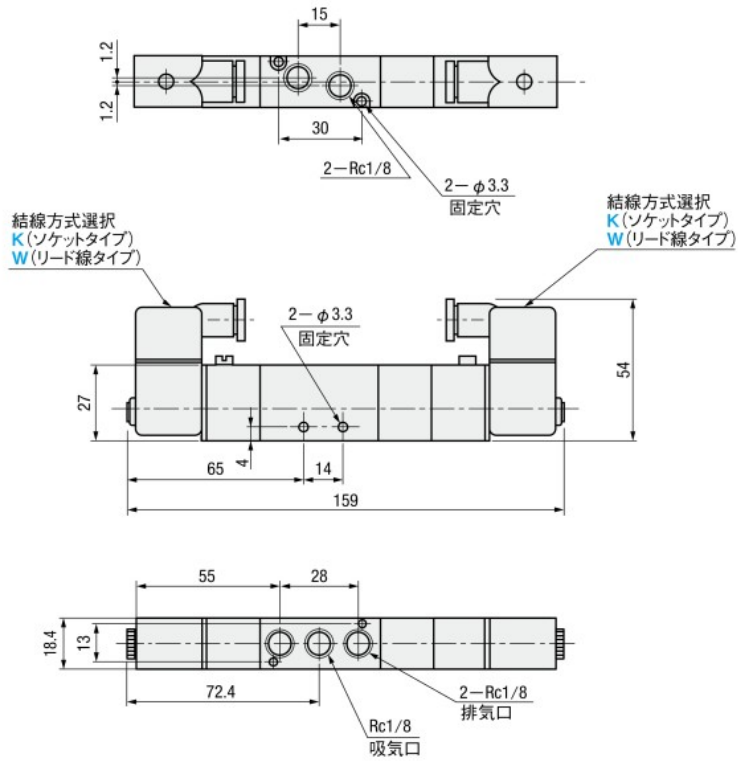 15
1.2
1.2
30
2－Rc1/8
2－φ3.3
固定穴
結線方式選択
K(ソケットタイプ)
W(リード線タイプ)
結線方式選択
K(ソケットタイプ)
W(リード線タイプ)
2－φ3.3
固定穴
27
54
4
65
14
159
55
28
18.4
13
72.4
2－Rc1/8
排気口
Rc1/8
吸気口